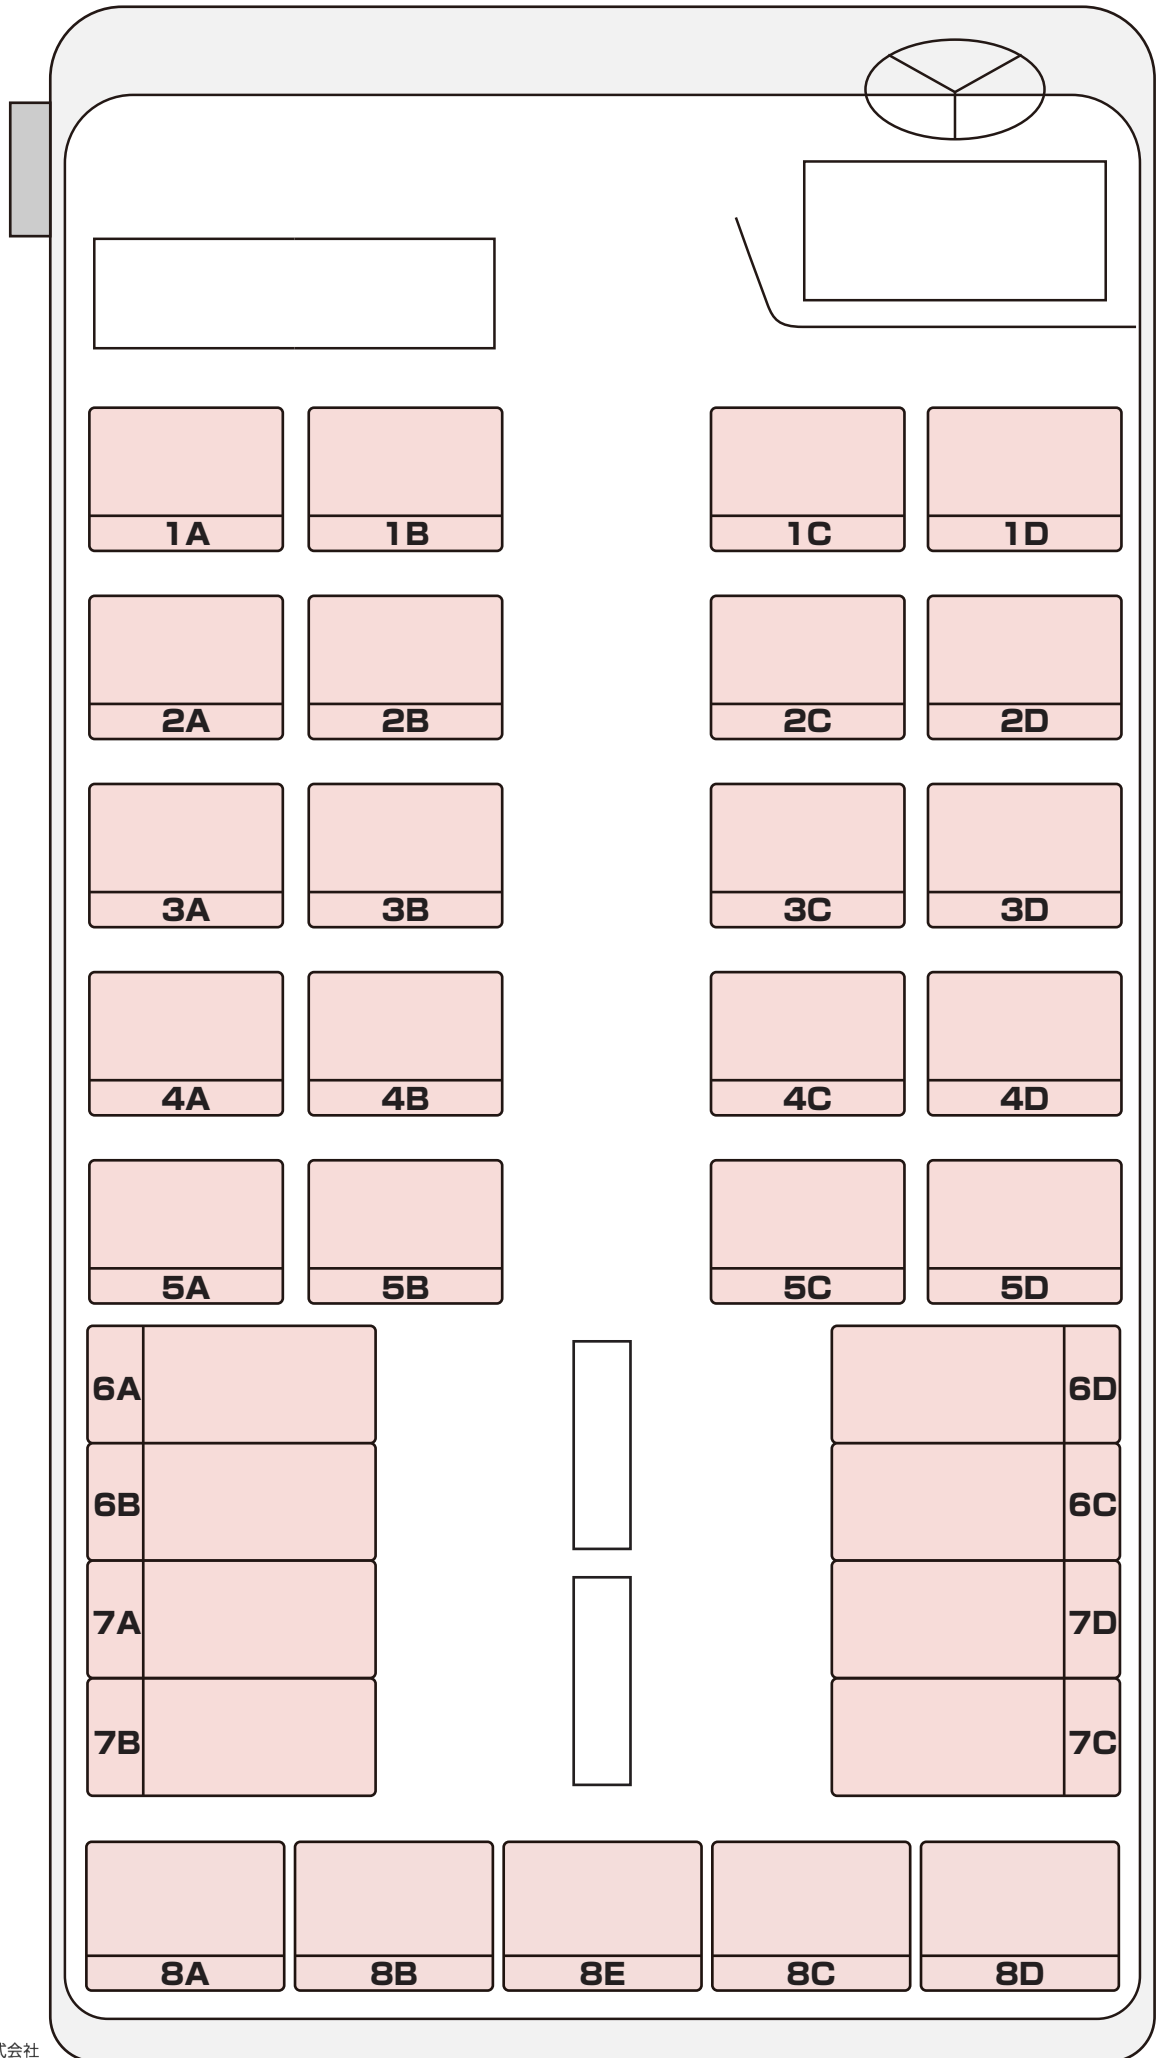 1A 1B 1C 1D
2A 2B 2C 2D
3A 3B 3C 3D
4A 4B 4C 4D
5A 5B 5C 5D
6A 6D
6B 6C
7A 7D
7B 7C
8A 8B 8E 8C 8D
式会社